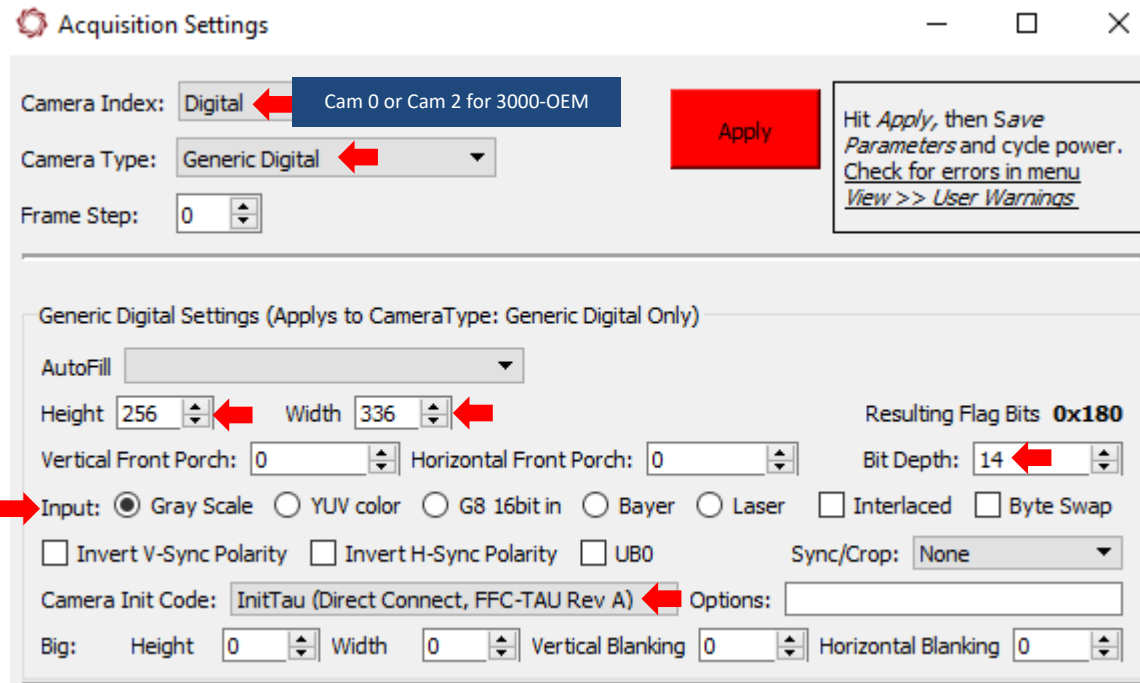 Acquisition Settings
Camera Index: Digital
Cam 0 or Cam 2 for 3000-OEM
Apply
Hit Apply, then Save
Parameters and cycle power.
Check for errors in menu
View >> User Warnings
Camera Type: Generic Digital
Frame Step: 0
Generic Digital Settings (Applys to CameraType: Generic Digital Only)
AutoFill
Height 256 Width 336 Resulting Flag Bits 0x180
Vertical Front Porch: 0 Horizontal Front Porch: 0 Bit Depth: 14
Input: Gray Scale YUV color G8 16bit in Bayer Laser Interlaced Byte Swap
Invert V-Sync Polarity Invert H-Sync Polarity UB0 Sync/Crop: None
Camera Init Code: InitTau (Direct Connect, FFC-TAU Rev A) Options:
Big: Height 0 Width 0 Vertical Blanking 0 Horizontal Blanking 0